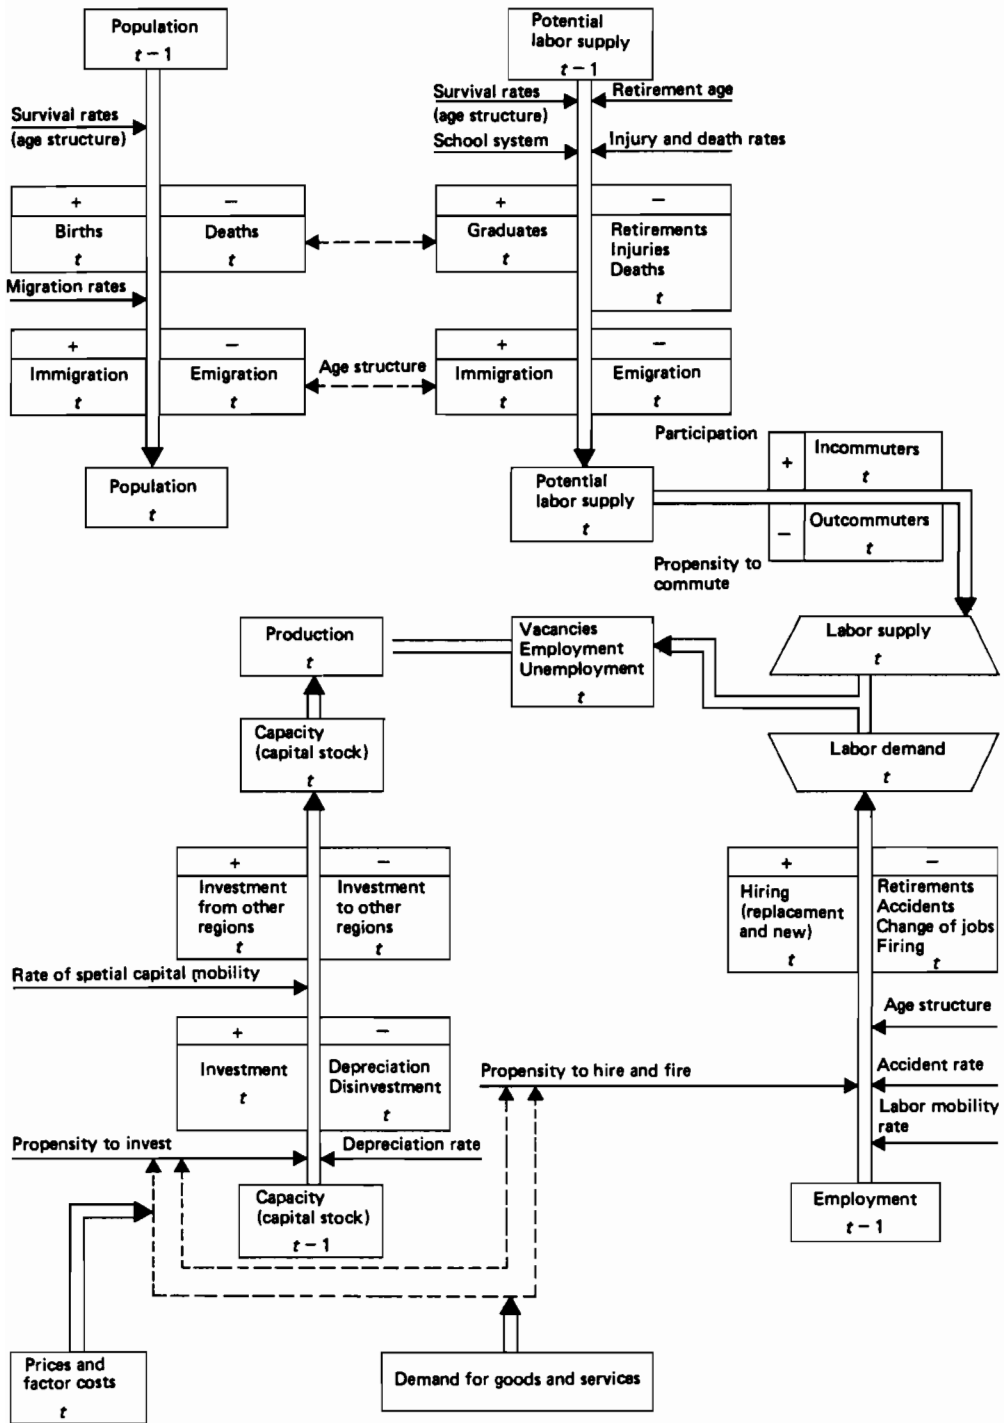 Population
t − 1
Potential
labor supply
t − 1
Survival rates
(age structure)
Survival rates
(age structure)
Retirement age
School system
Injury and death rates
+
−
Births
t
Deaths
t
+
−
Graduates
t
Retirements
Injuries
Deaths
t
Migration rates
+
−
Immigration
t
Emigration
t
Age structure
+
−
Immigration
t
Emigration
t
Population
t
Potential
labor supply
t
Participation
+
Incommuters
t
−
Outcommuters
t
Propensity to
commute
Production
t
Vacancies
Employment
Unemployment
t
Labor supply
t
Capacity
(capital stock)
t
Labor demand
t
+
−
Investment
from other
regions
t
Investment
to other
regions
t
+
−
Hiring
(replacement
and new)
t
Retirements
Accidents
Change of jobs
Firing
t
Rate of spetial capital mobility
+
−
Investment
t
Depreciation
Disinvestment
t
Age structure
Propensity to hire and fire
Accident rate
Labor mobility
rate
Propensity to invest
Depreciation rate
Capacity
(capital stock)
t − 1
Employment
t − 1
Prices and
factor costs
t
Demand for goods and services